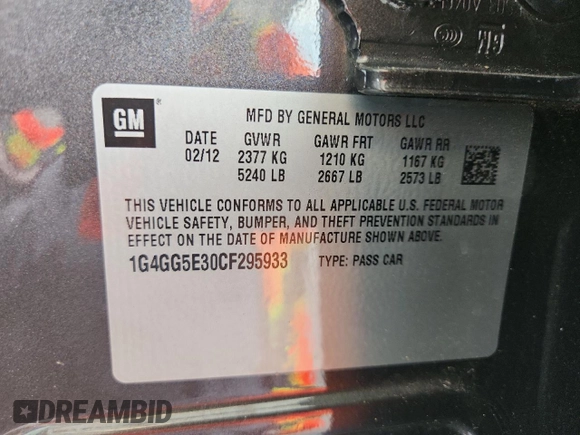 GM
MFD BY GENERAL MOTORS LLC
DATE GVWR GAWR FRT GAWR RR
02/12 2377 KG 1210 KG 1167 KG
5240 LB 2667 LB 2573 LB
THIS VEHICLE CONFORMS TO ALL APPLICABLE U.S. FEDERAL MOTOR
VEHICLE SAFETY, BUMPER, AND THEFT PREVENTION STANDARDS IN
EFFECT ON THE DATE OF MANUFACTURE SHOWN ABOVE.
1G4GG5E30CF295933 TYPE: PASS CAR
DREAMBID